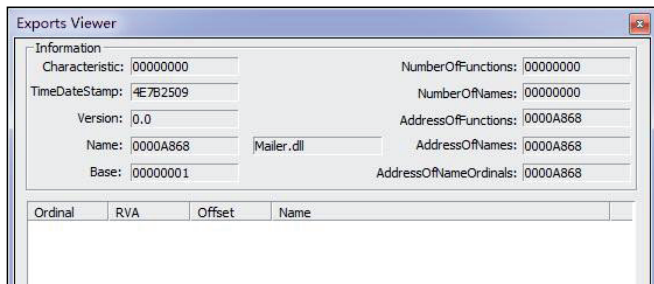 Exports Viewer
Information
Characteristic: 00000000 NumberOfFunctions: 00000000
TimeDateStamp: 4E7B2509 NumberOfNames: 00000000
Version: 0.0 AddressOfFunctions: 0000A868
Name: 0000A868 Mailer.dll AddressOfNames: 0000A868
Base: 00000001 AddressOfNameOrdinals: 0000A868
Ordinal RVA Offset Name